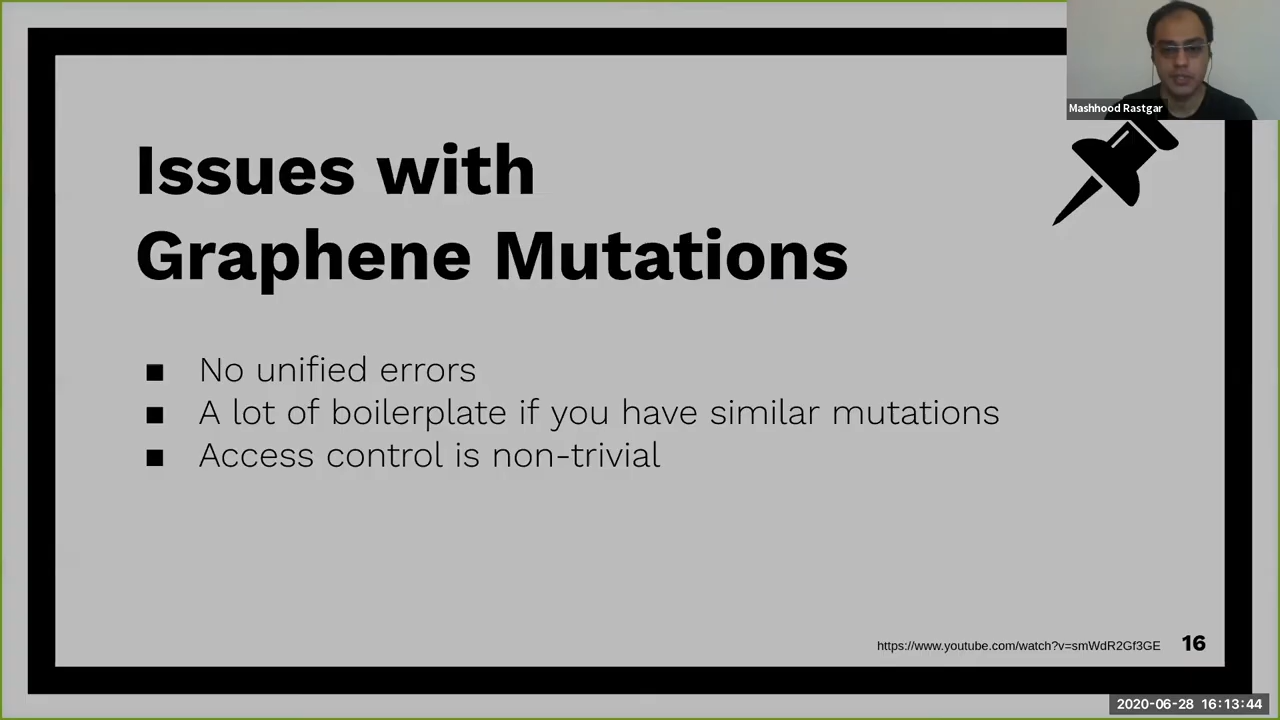 Mashhood Rastgar
Issues with
Graphene Mutations
■ No unified errors
■ A lot of boilerplate if you have similar mutations
■ Access control is non-trivial
https://www.youtube.com/watch?v=smWdR2Gf3GE 16
2020-06-28 16:13:44